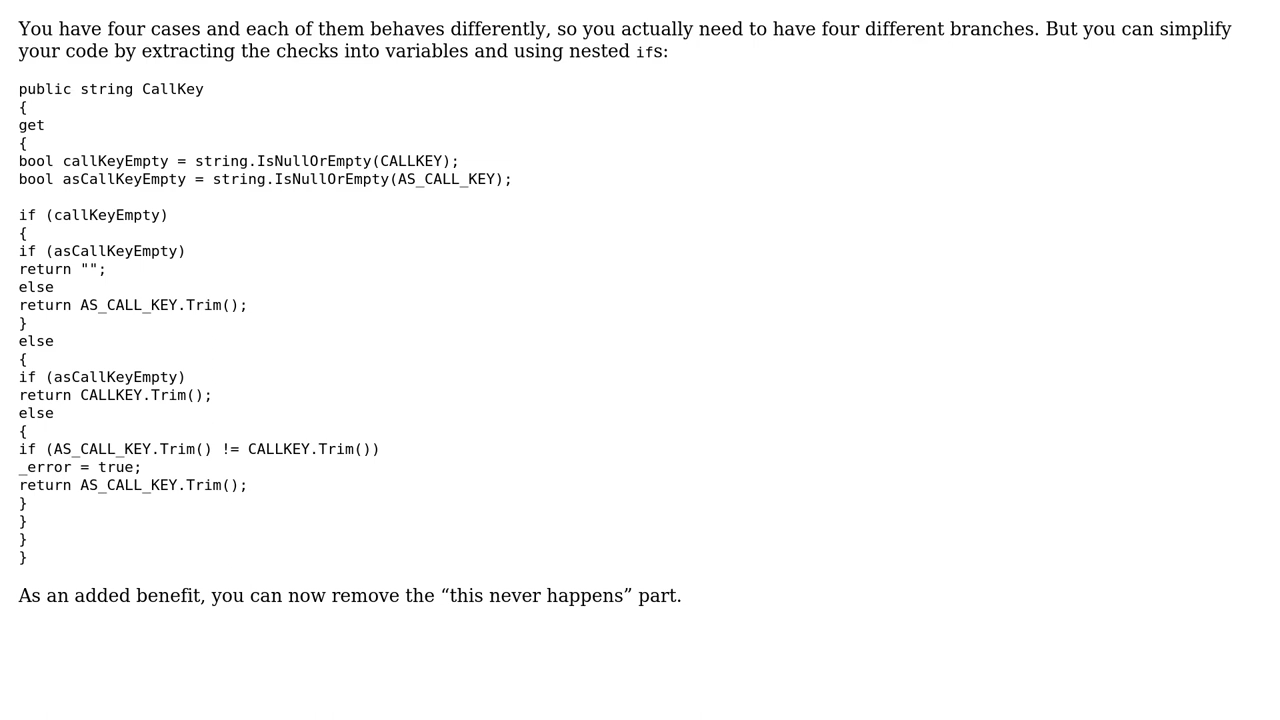 You have four cases and each of them behaves differently, so you actually need to have four different branches. But you can simplify
your code by extracting the checks into variables and using nested ifs:
public string CallKey
{
get
{
bool callKeyEmpty = string.IsNullOrEmpty(CALLKEY);
bool asCallKeyEmpty = string.IsNullOrEmpty(AS_CALL_KEY);
if (callKeyEmpty)
{
if (asCallKeyEmpty)
return "";
else
return AS_CALL_KEY.Trim();
}
else
{
if (asCallKeyEmpty)
return CALLKEY.Trim();
else
{
if (AS_CALL_KEY.Trim() != CALLKEY.Trim())
_error = true;
return AS_CALL_KEY.Trim();
}
}
}
}
As an added benefit, you can now remove the “this never happens” part.